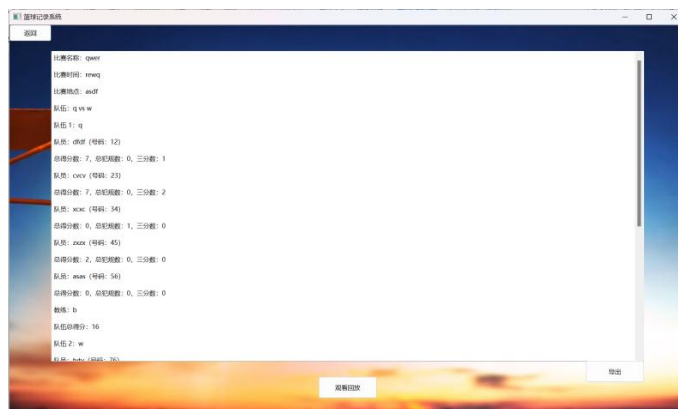 篮球记录系统
返回
比赛名称：qwer
比赛时间：rewq
比赛地点：asdf
队伍：q vs w
队伍 1：q
队员：dfdf（号码：12）
总得分数：7，总犯规数：0，三分数：1
队员：cvcv（号码：23）
总得分数：7，总犯规数：0，三分数：2
队员：xcxc（号码：34）
总得分数：0，总犯规数：1，三分数：0
队员：zxzx（号码：45）
总得分数：2，总犯规数：0，三分数：0
队员：asas（号码：56）
总得分数：0，总犯规数：0，三分数：0
教练：b
队伍总得分：16
队伍 2：w
导出
观看回放